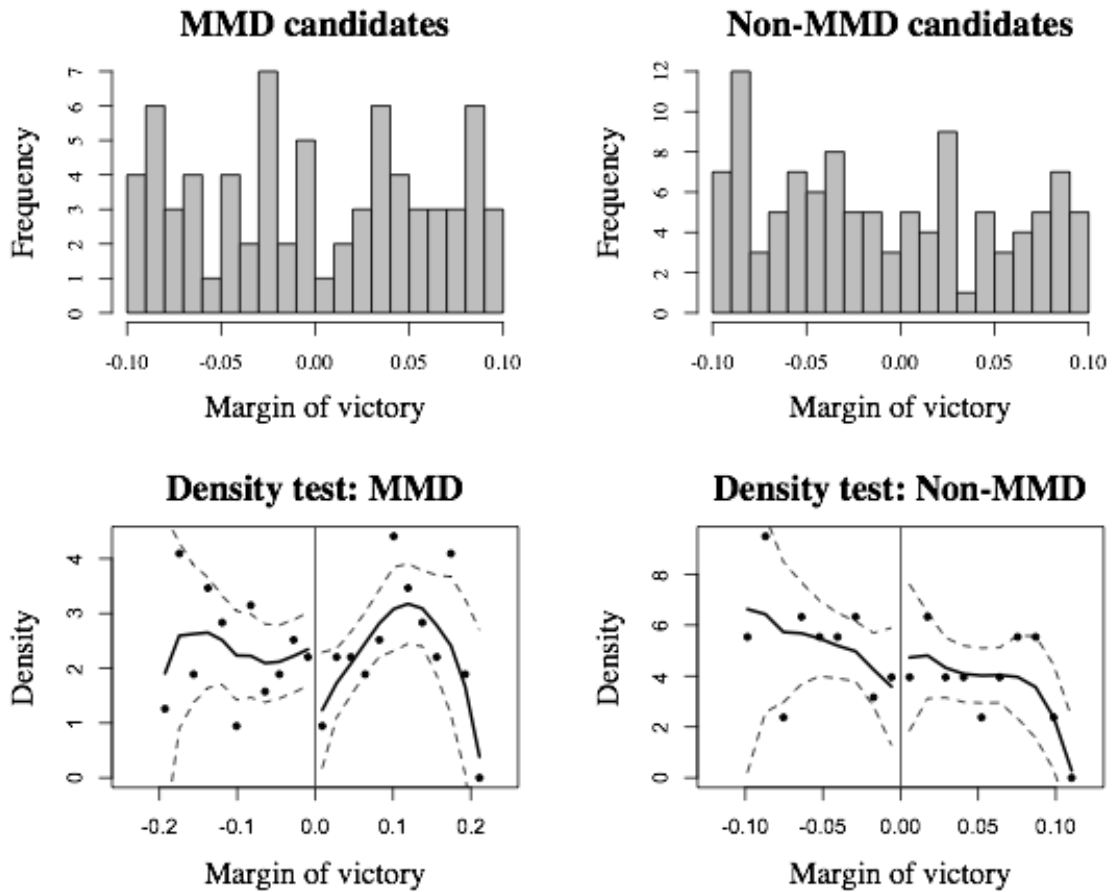 MMD candidates
Frequency
7
6
5
4
3
2
1
0
-0.10 -0.05 0.00 0.05 0.10
Margin of victory
Non-MMD candidates
Frequency
12
10
8
6
4
2
0
-0.10 -0.05 0.00 0.05 0.10
Margin of victory
Density test: MMD
Density
4
3
2
1
0
-0.2 -0.1 0.0 0.1 0.2
Margin of victory
Density test: Non-MMD
Density
8
6
4
2
0
-0.10 -0.05 0.00 0.05 0.10
Margin of victory